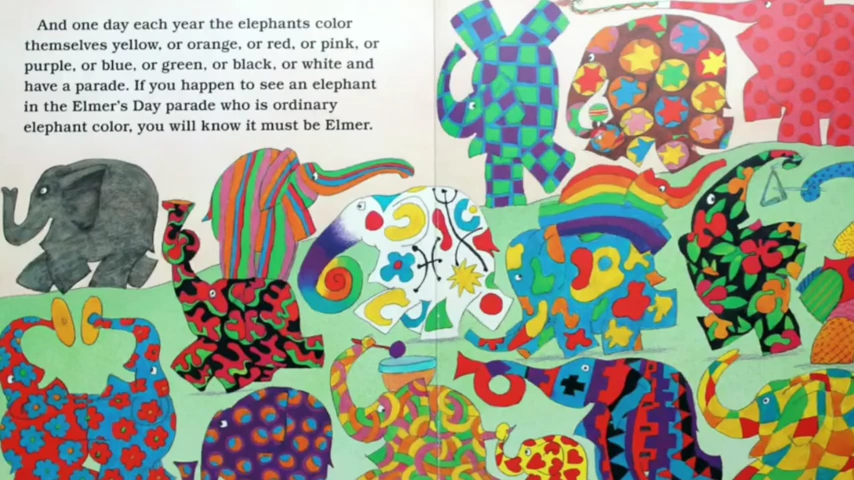 And one day each year the elephants color
themselves yellow, or orange, or red, or pink, or
purple, or blue, or green, or black, or white and
have a parade. If you happen to see an elephant
in the Elmer's Day parade who is ordinary
elephant color, you will know it must be Elmer.